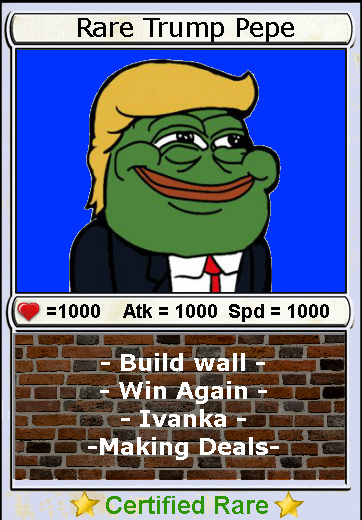 Rare Trump Pepe
=1000 Atk = 1000 Spd = 1000
- Build wall -
- Win Again -
- Ivanka -
-Making Deals-
Certified Rare